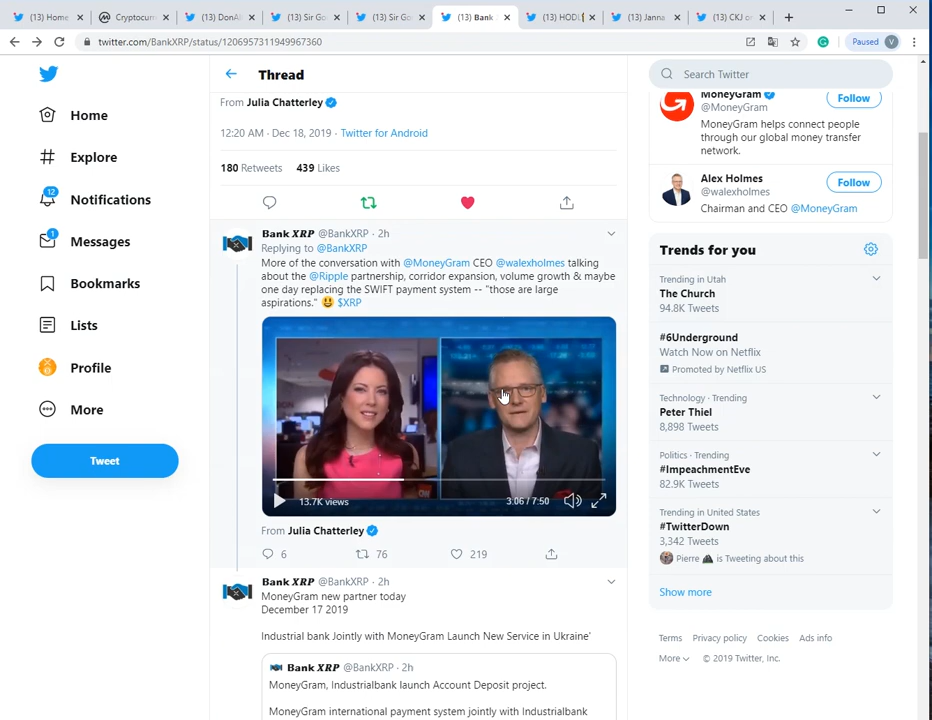 (13) Home
Cryptocurr
(13) DonAl
(13) Sir Go
(13) Sir Go
(13) Bank
(13) HODL
(13) Janna
(13) CKJ o
twitter.com/BankXRP/status/1206957311949967360
Paused V
Thread
From Julia Chatterley
12:20 AM · Dec 18, 2019 · Twitter for Android
180 Retweets 439 Likes
Home
Explore
12
Notifications
1
Messages
Bookmarks
Lists
Profile
More
Tweet
Bank XRP @BankXRP · 2h
Replying to @BankXRP
More of the conversation with @MoneyGram CEO @walexholmes talking
about the @Ripple partnership, corridor expansion, volume growth & maybe
one day replacing the SWIFT payment system -- "those are large
aspirations." 😃 $XRP
13.7K views
3:06 / 7:50
From Julia Chatterley
6 76 219
Bank XRP @BankXRP · 2h
MoneyGram new partner today
December 17 2019
Industrial bank Jointly with MoneyGram Launch New Service in Ukraine'
Bank XRP @BankXRP · 2h
MoneyGram, Industrialbank launch Account Deposit project.
MoneyGram international payment system jointly with Industrialbank
Search Twitter
MoneyGram
@MoneyGram
Follow
MoneyGram helps connect people
through our global money transfer
network.
Alex Holmes
@walexholmes
Follow
Chairman and CEO @MoneyGram
Trends for you
Trending in Utah
The Church
94.8K Tweets
#6Underground
Watch Now on Netflix
Promoted by Netflix US
Technology · Trending
Peter Thiel
8,898 Tweets
Politics · Trending
#ImpeachmentEve
82.9K Tweets
Trending in United States
#TwitterDown
3,342 Tweets
Pierre is Tweeting about this
Show more
Terms Privacy policy Cookies Ads info
More © 2019 Twitter, Inc.